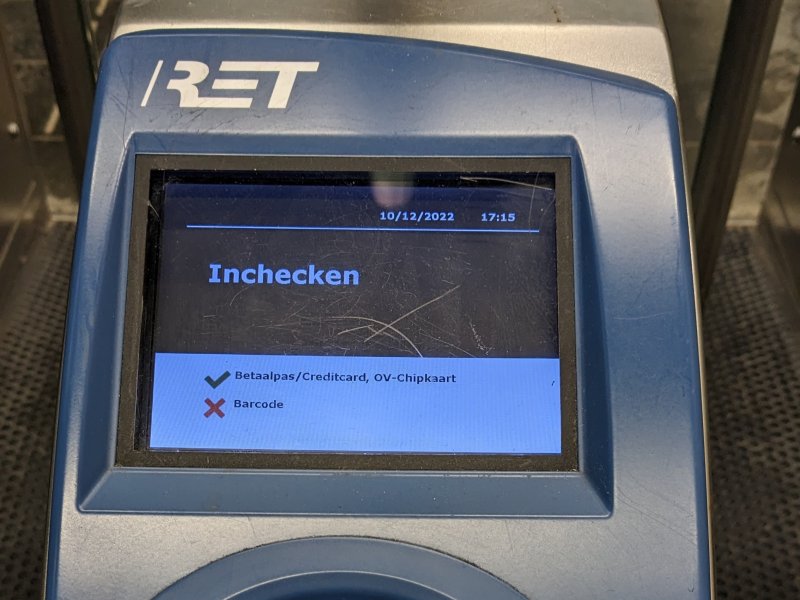 RET
10/12/2022 17:15
Inchecken
Betaalpas/Creditcard, OV-Chipkaart
Barcode